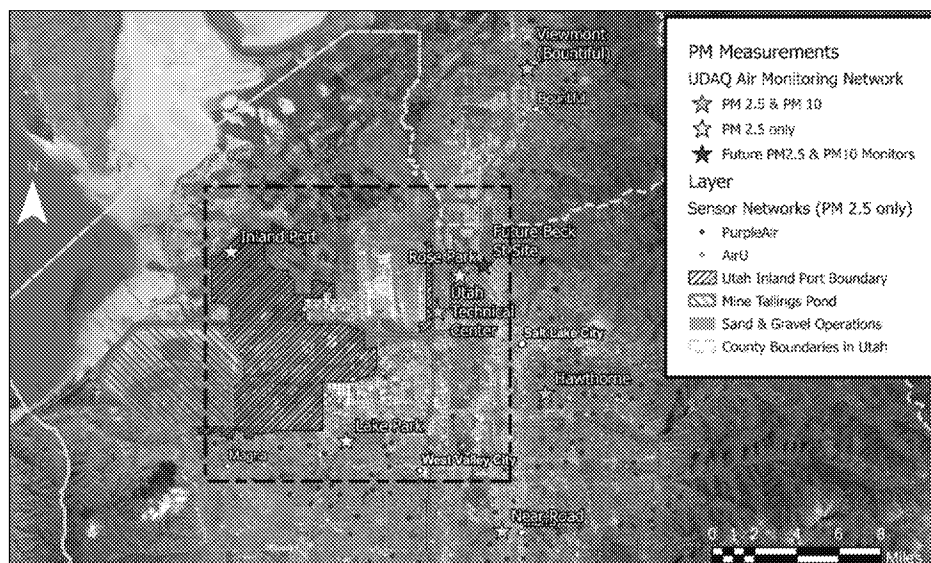 Viewmont
(Bountiful)
Bountiful
PM Measurements
UDAQ Air Monitoring Network
PM 2.5 & PM 10
PM 2.5 only
Future PM2.5 & PM10 Monitors
Layer
Sensor Networks (PM 2.5 only)
PurpleAir
AirU
Utah Inland Port Boundary
Mine Tailings Pond
Sand & Gravel Operations
County Boundaries in Utah
N
Inland Port
Rose Park
Future Beck
St Site
Utah
Technical
Center
Salt Lake City
Hawthorne
Lake Park
Magna
West Valley City
Near Road
0 1 2 4 6 8
Miles